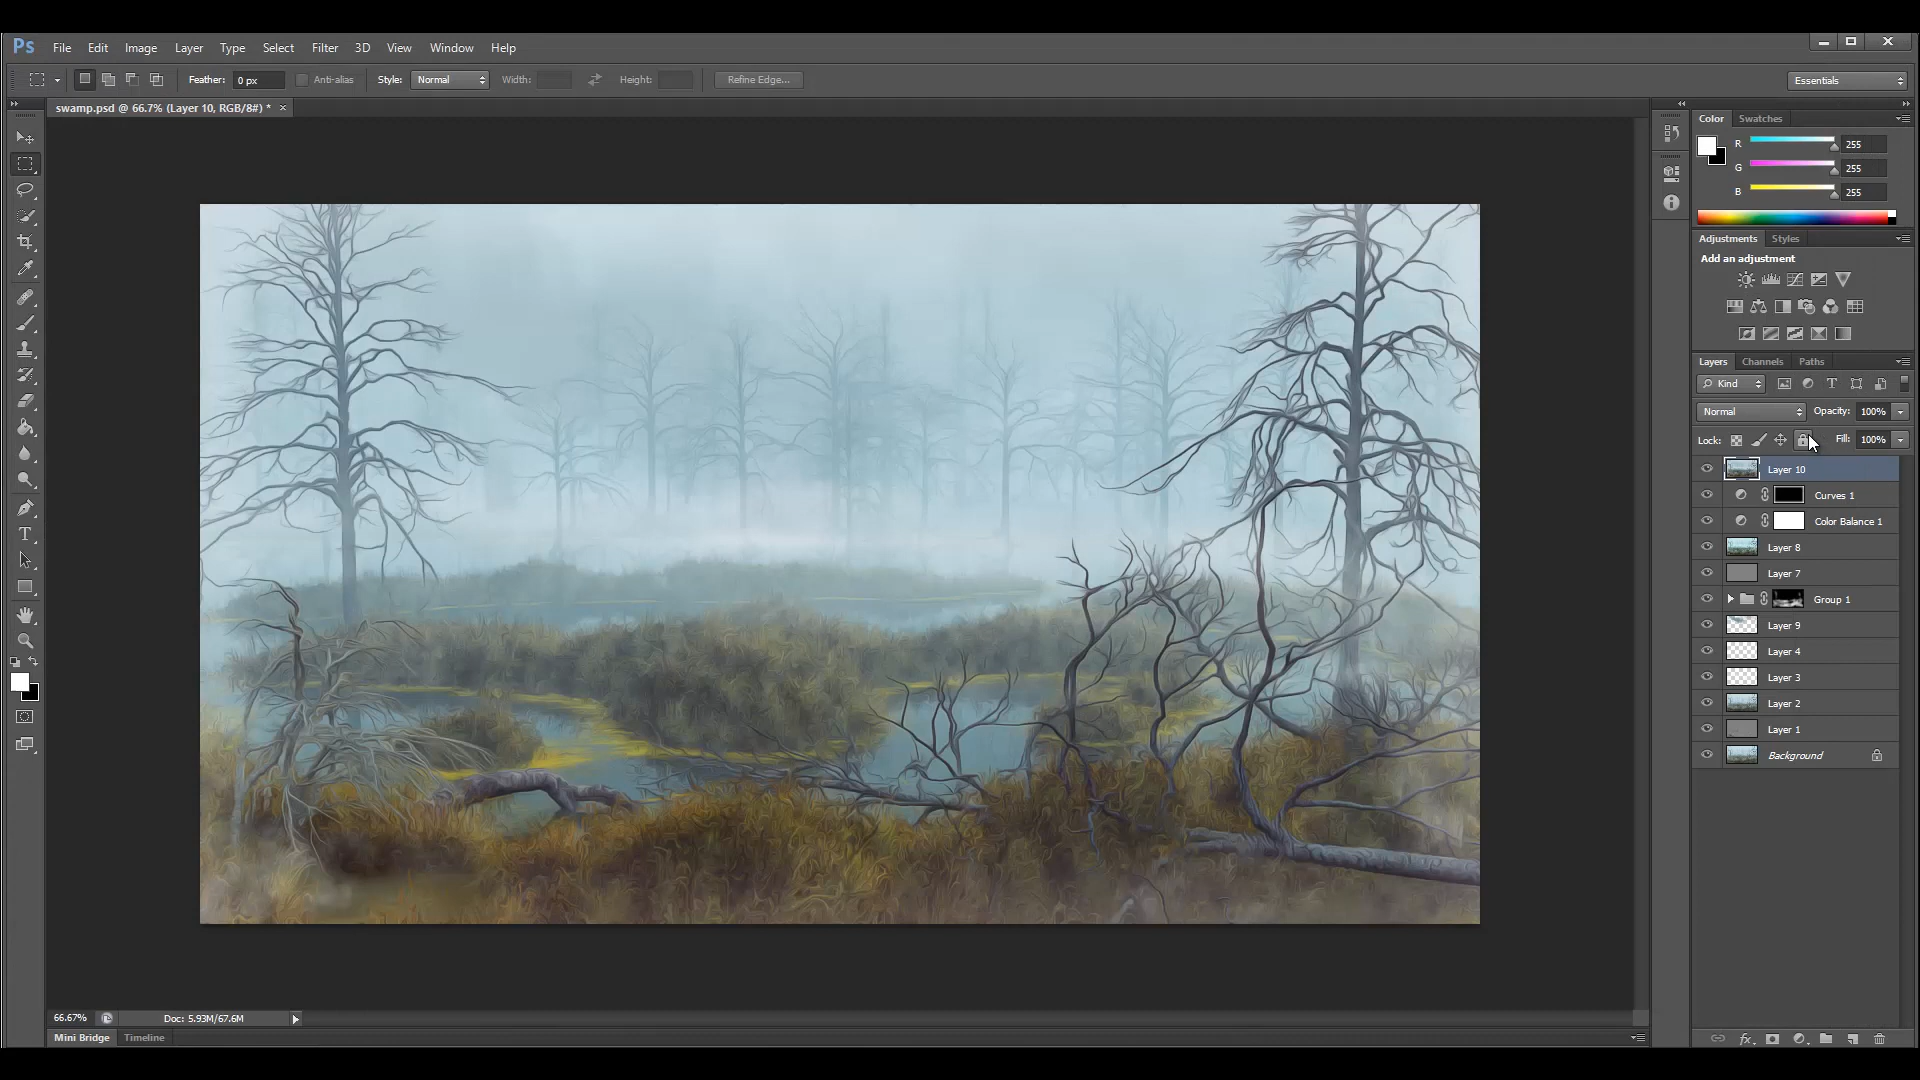 Ps File Edit Image Layer Type Select Filter 3D View Window Help
Feather: 0 px Anti-alias Style: Normal Width: Height: Refine Edge... Essentials
swamp.psd @ 66.7% (Layer 10, RGB/8#) *
Color Swatches
R 255
G 255
B 255
Adjustments Styles
Add an adjustment
Layers Channels Paths
Kind T
Normal Opacity: 100%
Lock: Fill: 100%
Layer 10
Curves 1
Color Balance 1
Layer 8
Layer 7
Group 1
Layer 9
Layer 4
Layer 3
Layer 2
Layer 1
Background
T
66.67% Doc: 5.93M/67.6M
Mini Bridge Timeline
fx